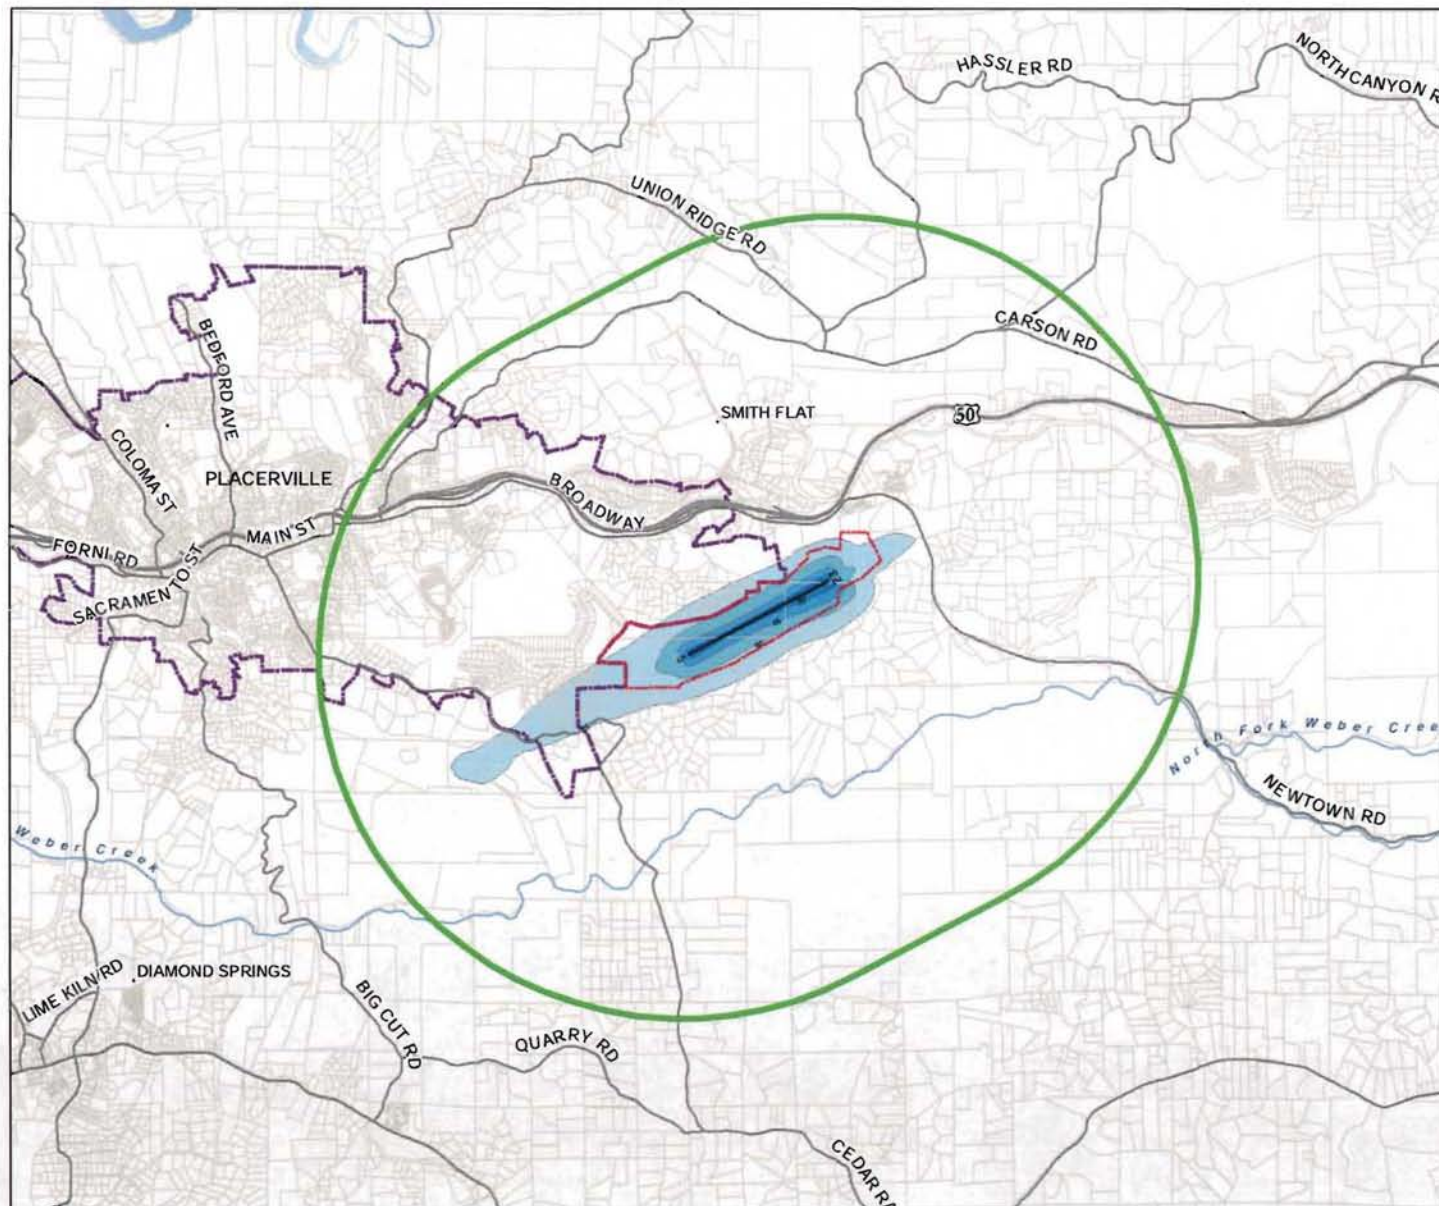 HASSLER RD
NORTH CANYON R
UNION RIDGE RD
CARSON RD
BEDFORD AVE
SMITH FLAT
50
COLOMA ST
PLACERVILLE
BROADWAY
MAIN ST
FORNI RD
SACRAMENTO ST
North Fork Weber Cree
NEWTOWN RD
Weber Creek
DIAMOND SPRINGS
LIME KILN RD
BIG CUT RD
QUARRY RD
CEDAR RA